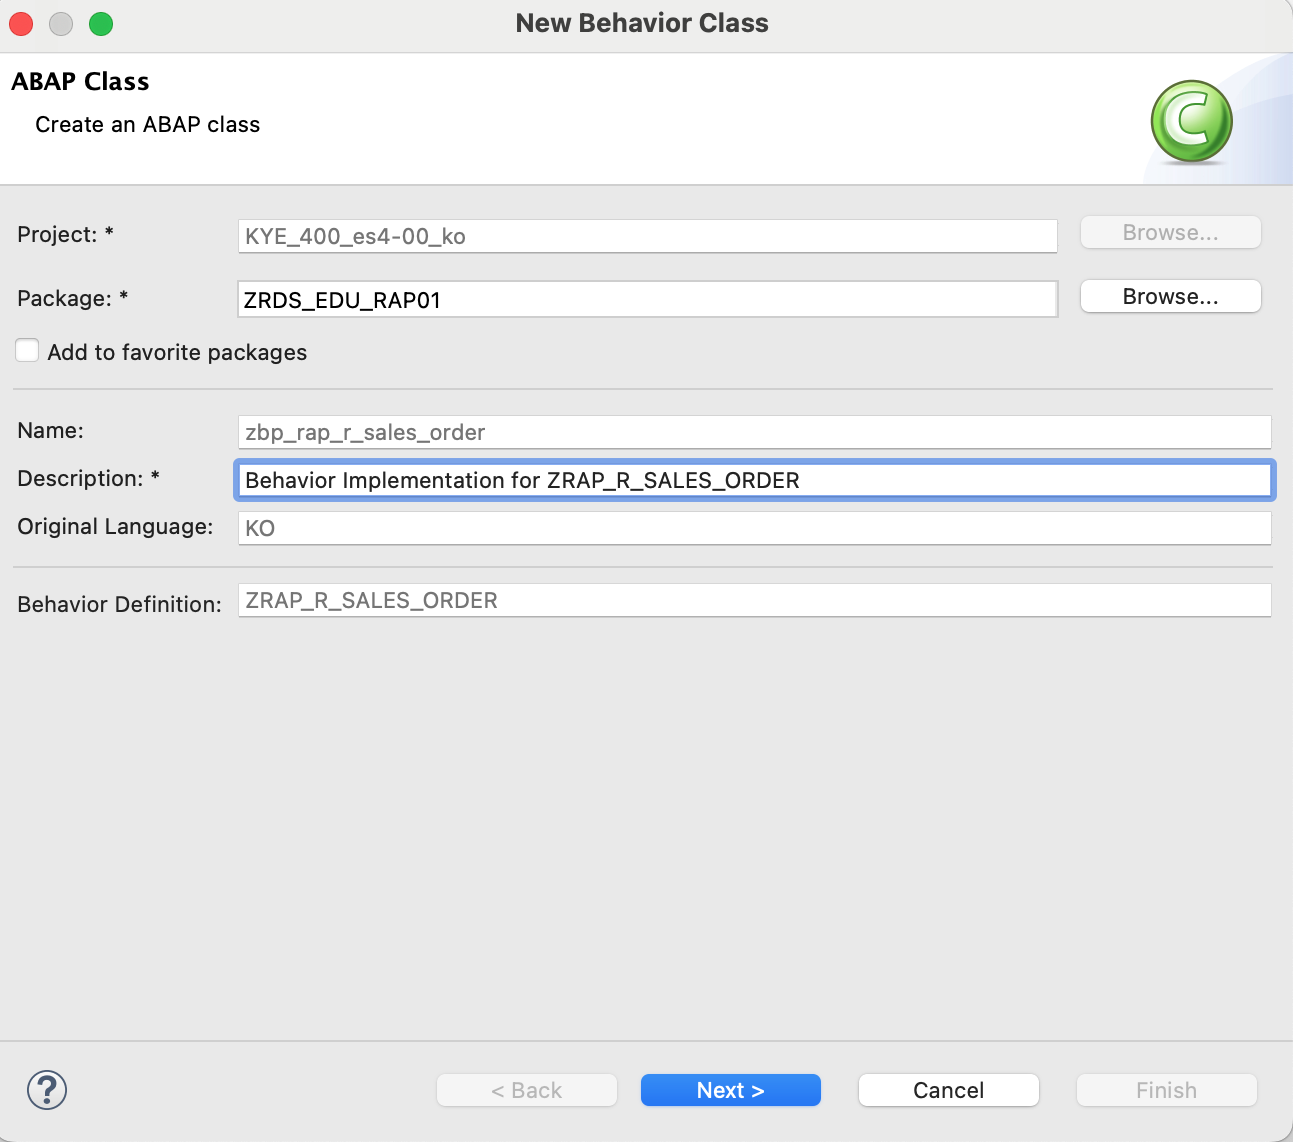 New Behavior Class
ABAP Class
Create an ABAP class
Project: * KYE_400_es4-00_ko Browse...
Package: * ZRDS_EDU_RAP01 Browse...
Add to favorite packages
Name: zbp_rap_r_sales_order
Description: * Behavior Implementation for ZRAP_R_SALES_ORDER
Original Language: KO
Behavior Definition: ZRAP_R_SALES_ORDER
? < Back Next > Cancel Finish